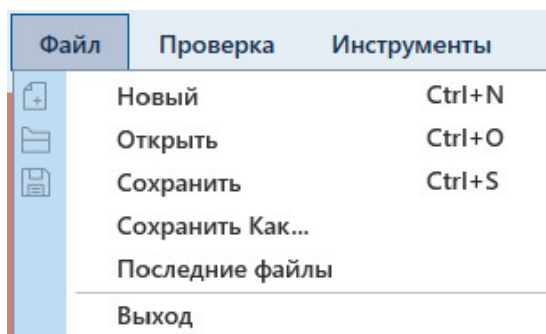 Файл Проверка Инструменты
Новый Ctrl+N
Открыть Ctrl+O
Сохранить Ctrl+S
Сохранить Как...
Последние файлы
Выход